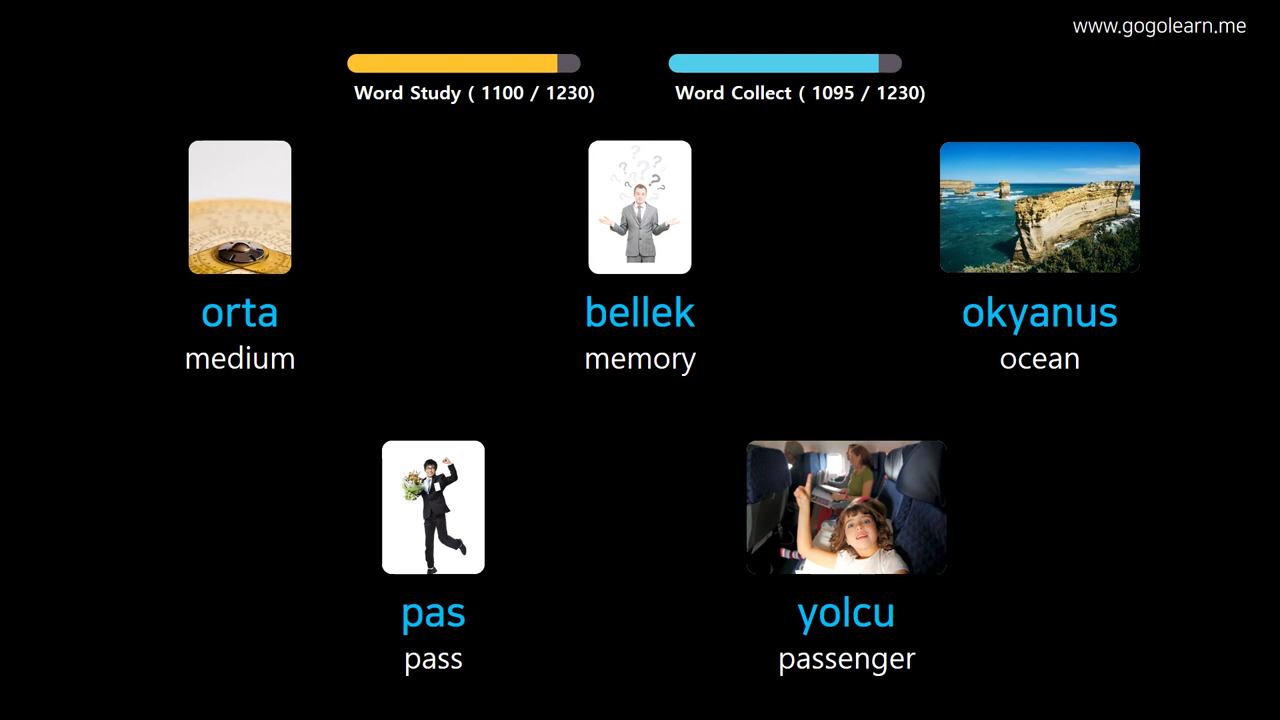 www.gogolearn.me
Word Study ( 1100 / 1230)
Word Collect ( 1095 / 1230)
orta
medium
bellek
memory
okyanus
ocean
pas
pass
yolcu
passenger